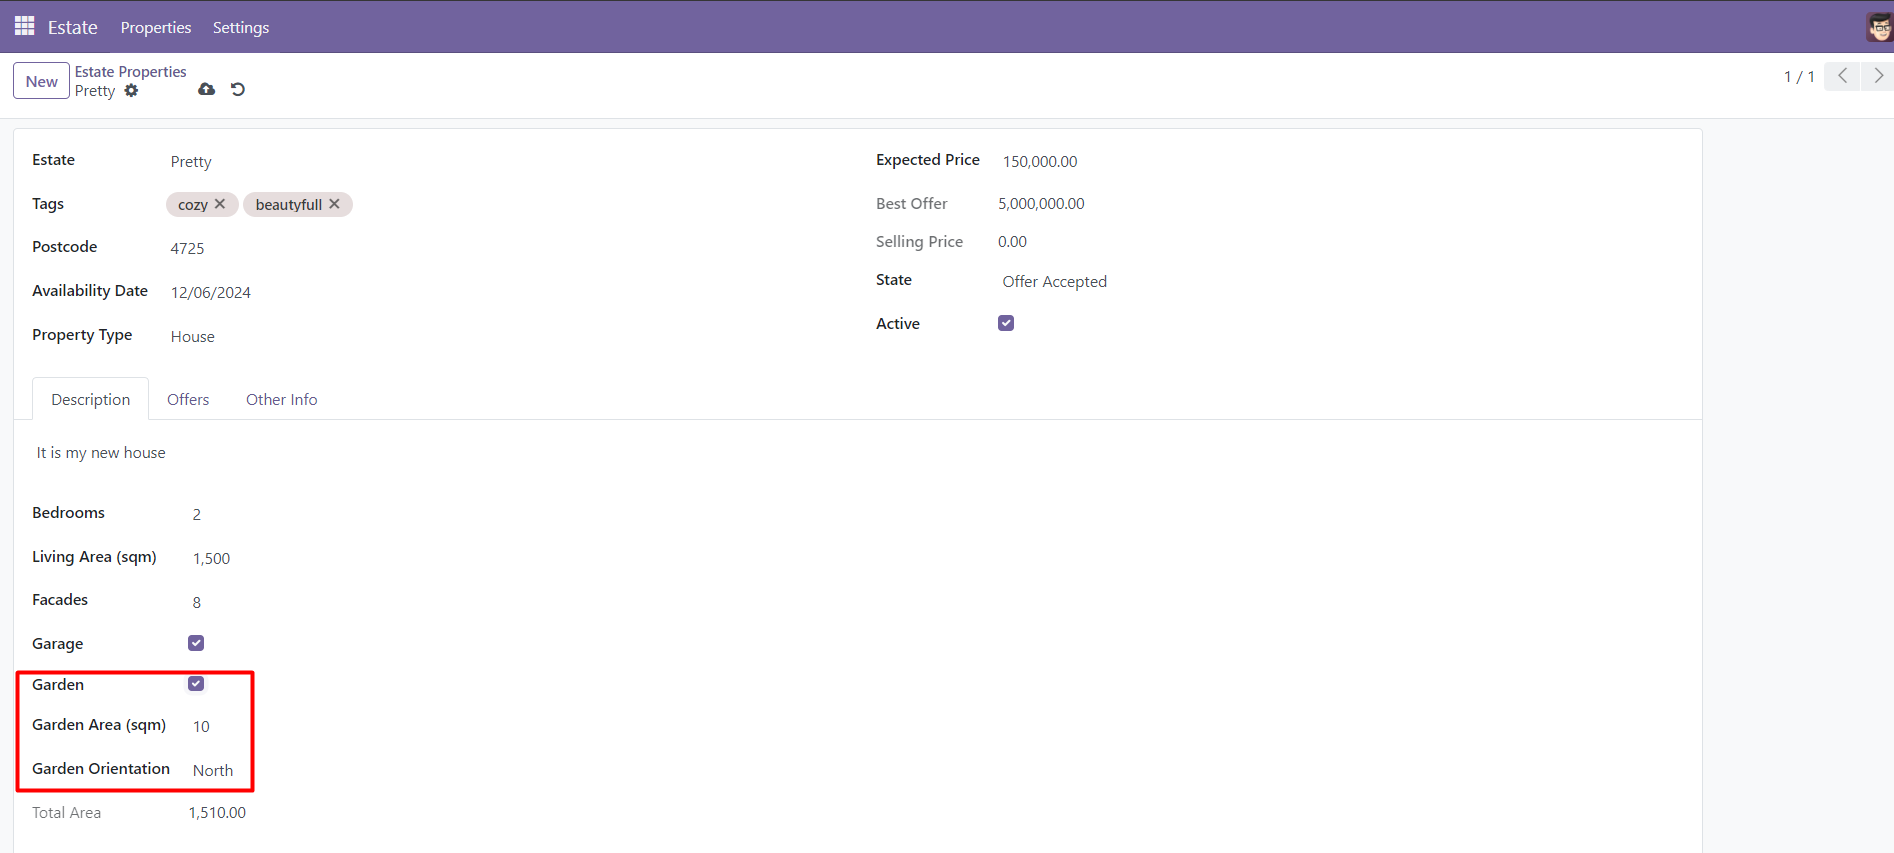 Estate Properties Settings
New Estate Properties 1 / 1
Pretty
Estate Pretty
Tags cozy beautyfull
Postcode 4725
Availability Date 12/06/2024
Property Type House
Expected Price 150,000.00
Best Offer 5,000,000.00
Selling Price 0.00
State Offer Accepted
Active
Description Offers Other Info
It is my new house
Bedrooms 2
Living Area (sqm) 1,500
Facades 8
Garage
Garden
Garden Area (sqm) 10
Garden Orientation North
Total Area 1,510.00